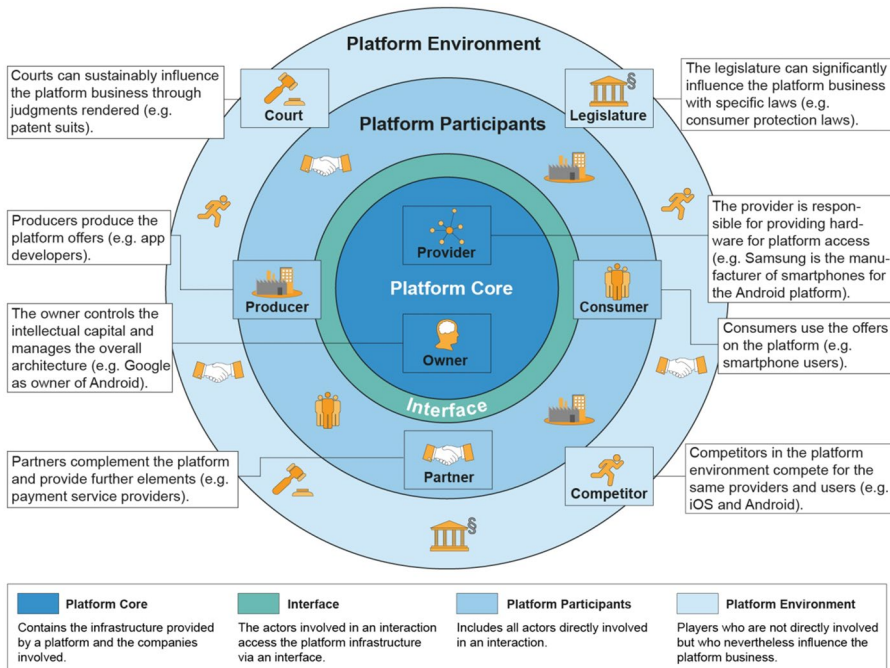 Platform Environment
Courts can sustainably influence
the platform business through
judgments rendered (e.g.
patent suits).
Court
§
Legislature
The legislature can significantly
influence the platform business
with specific laws (e.g.
consumer protection laws).
Platform Participants
Producers produce the
platform offers (e.g. app
developers).
Provider
The provider is respon-
sible for providing hard-
ware for platform access
(e.g. Samsung is the manu-
facturer of smartphones for
the Android platform).
Platform Core
Producer
Consumer
The owner controls the
intellectual capital and
manages the overall
architecture (e.g. Google
as owner of Android).
Owner
Consumers use the offers
on the platform (e.g.
smartphone users).
Interface
Partners complement the platform
and provide further elements (e.g.
payment service providers).
Partner
Competitor
Competitors in the platform
environment compete for the
same providers and users (e.g.
iOS and Android).
§
Platform Core
Contains the infrastructure provided
by a platform and the companies
involved.
Interface
The actors involved in an interaction
access the platform infrastructure
via an interface.
Platform Participants
Includes all actors directly involved
in an interaction.
Platform Environment
Players who are not directly involved
but who nevertheless influence the
platform business.